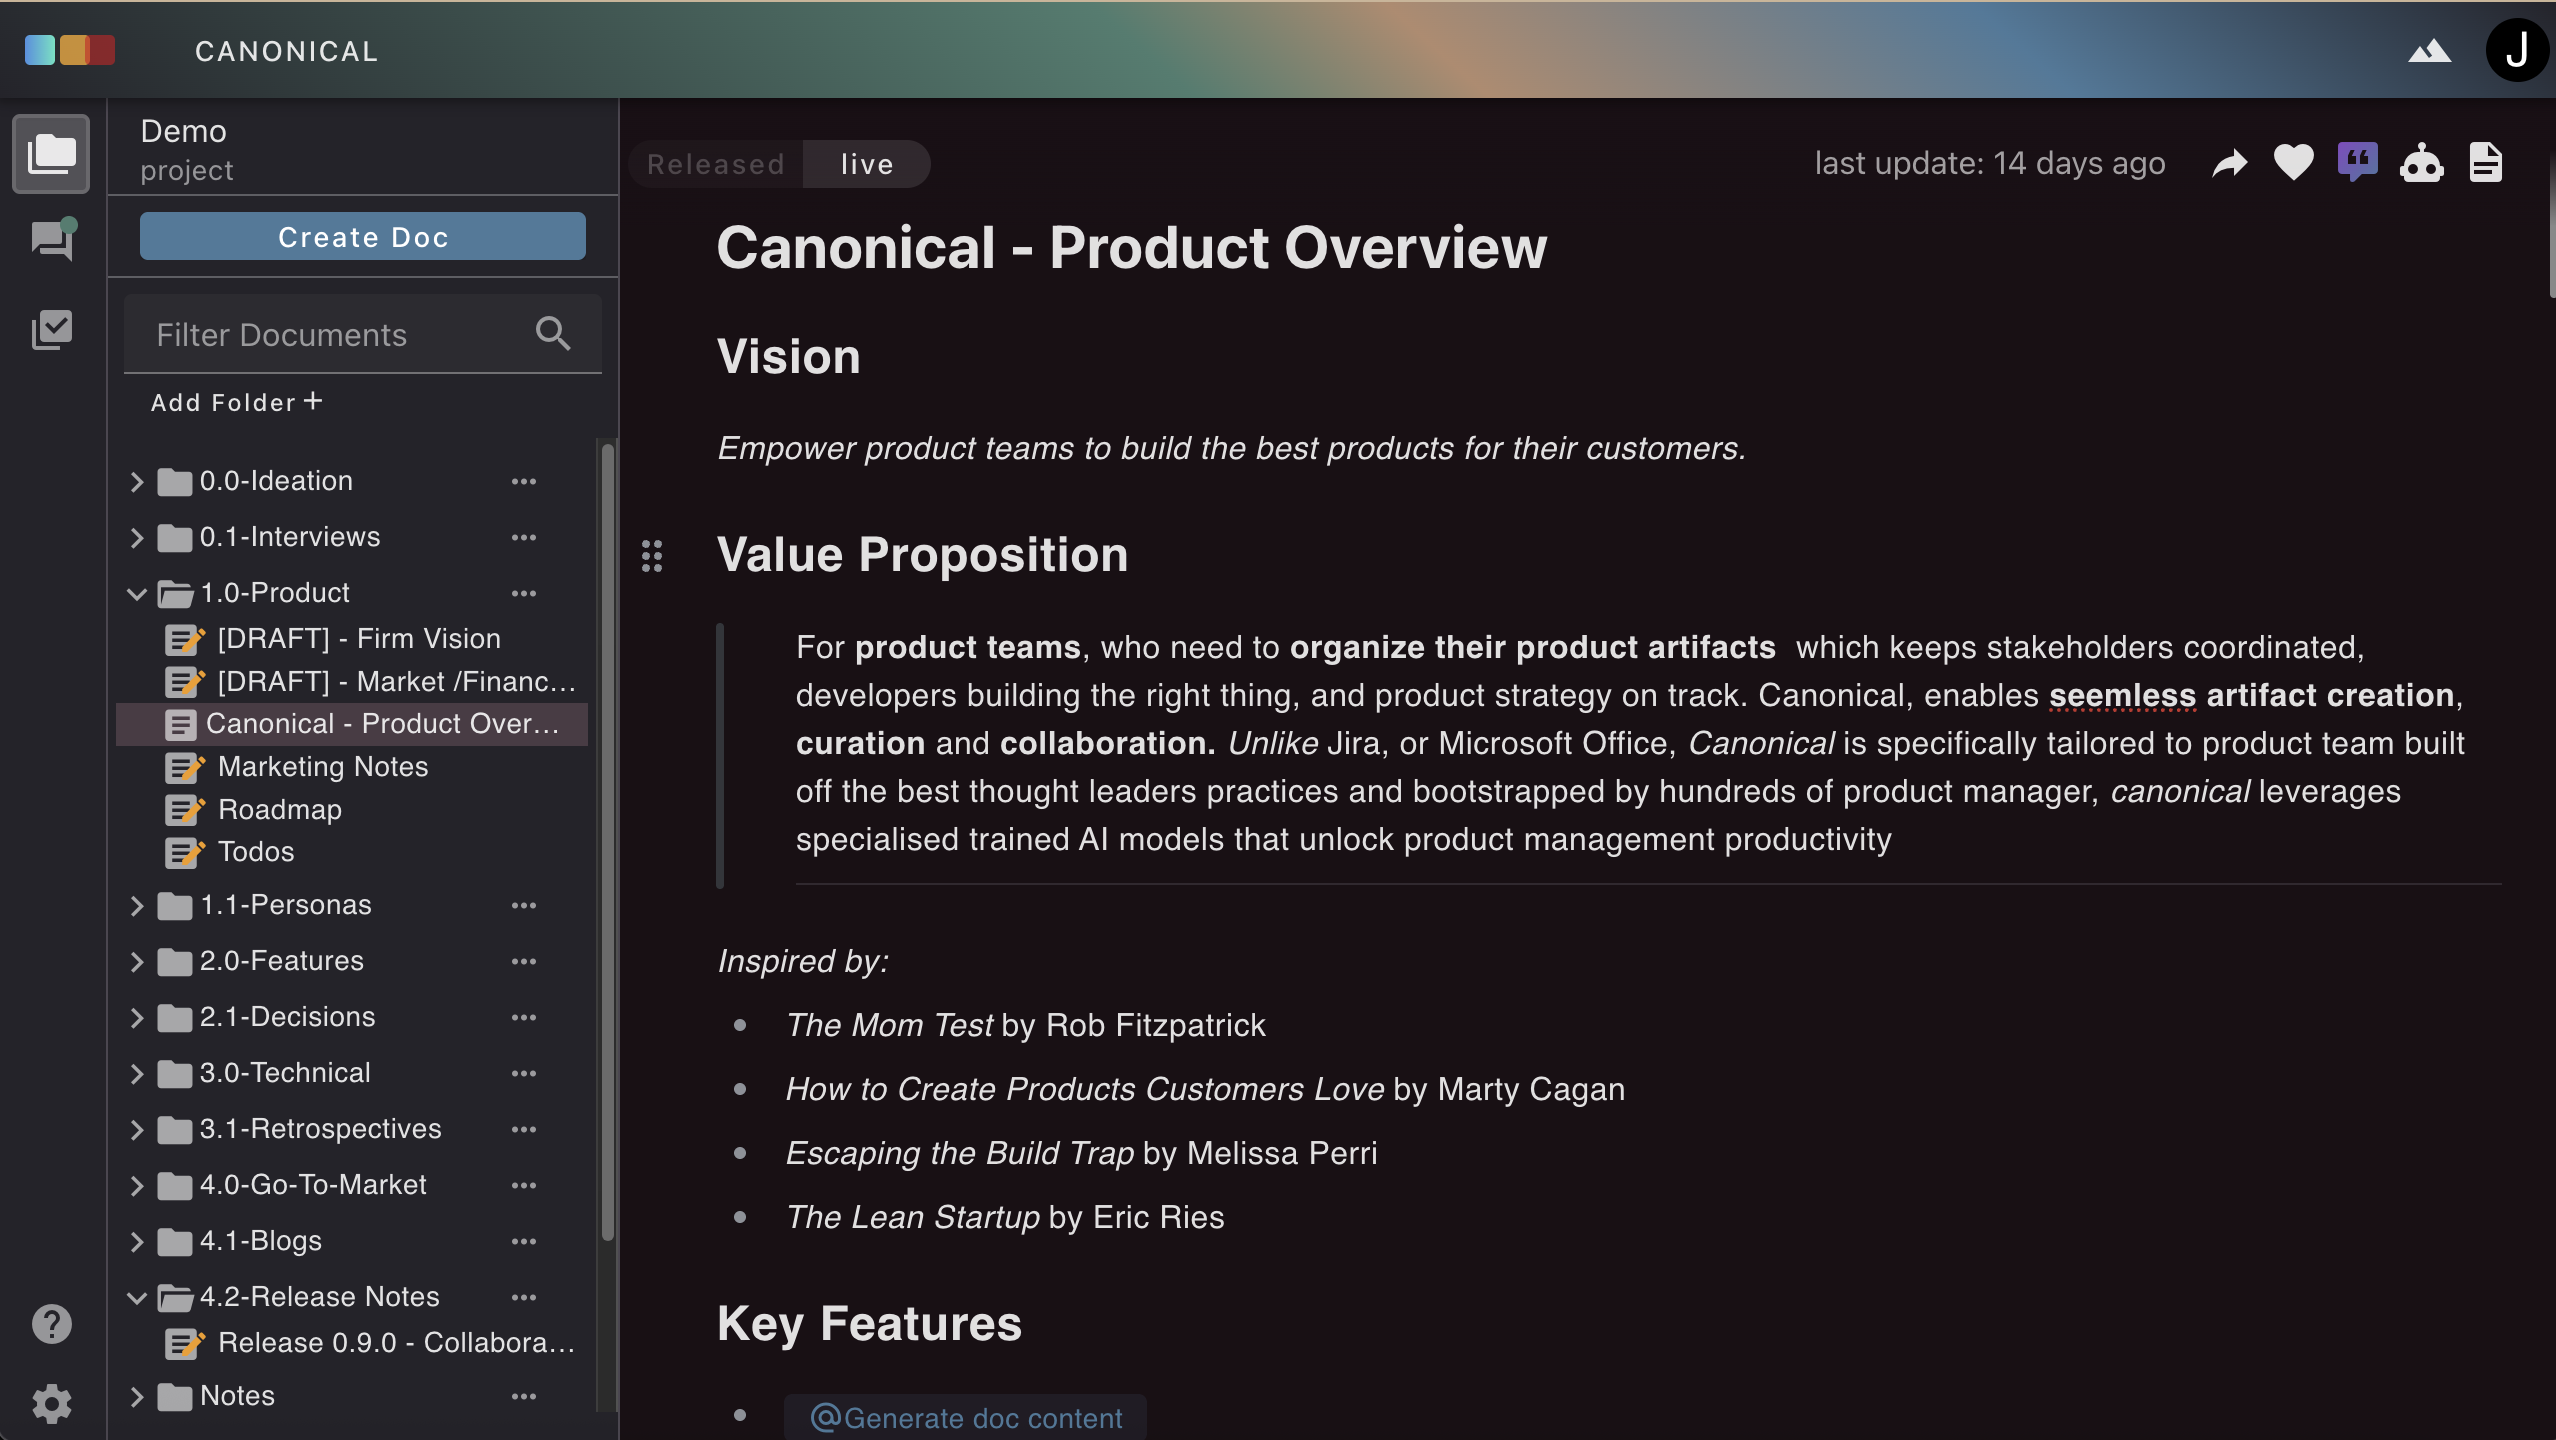 CANONICAL
J
Demo
project
Create Doc
Filter Documents
Add Folder +
0.0-Ideation
0.1-Interviews
1.0-Product
[DRAFT] - Firm Vision
[DRAFT] - Market /Financ...
Canonical - Product Over...
Marketing Notes
Roadmap
Todos
1.1-Personas
2.0-Features
2.1-Decisions
3.0-Technical
3.1-Retrospectives
4.0-Go-To-Market
4.1-Blogs
4.2-Release Notes
Release 0.9.0 - Collabora...
Notes
Released live
last update: 14 days ago
Canonical - Product Overview
Vision
Empower product teams to build the best products for their customers.
Value Proposition
For product teams, who need to organize their product artifacts which keeps stakeholders coordinated,
developers building the right thing, and product strategy on track. Canonical, enables seemless artifact creation,
curation and collaboration. Unlike Jira, or Microsoft Office, Canonical is specifically tailored to product team built
off the best thought leaders practices and bootstrapped by hundreds of product manager, canonical leverages
specialised trained AI models that unlock product management productivity
Inspired by:
The Mom Test by Rob Fitzpatrick
How to Create Products Customers Love by Marty Cagan
Escaping the Build Trap by Melissa Perri
The Lean Startup by Eric Ries
Key Features
@Generate doc content